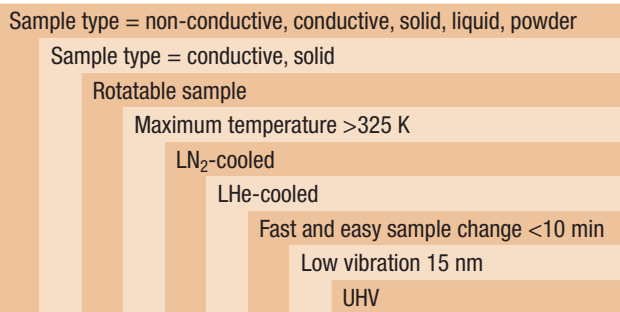 Sample type = non-conductive, conductive, solid, liquid, powder
Sample type = conductive, solid
Rotatable sample
Maximum temperature >325 K
LN₂-cooled
LHe-cooled
Fast and easy sample change <10 min
Low vibration 15 nm
UHV